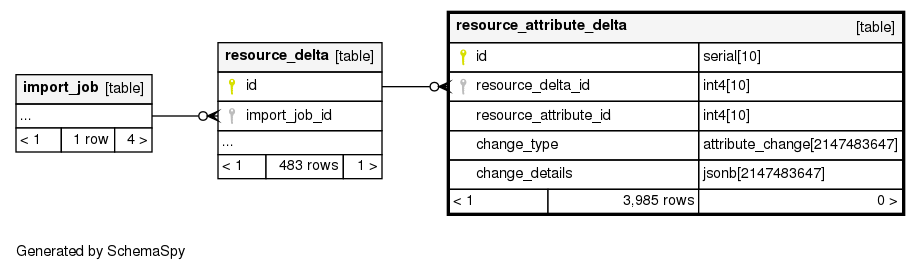 import_job [table]
...
< 1 1 row 4 >
resource_delta [table]
id
import_job_id
...
< 1 483 rows 1 >
resource_attribute_delta [table]
id serial[10]
resource_delta_id int4[10]
resource_attribute_id int4[10]
change_type attribute_change[2147483647]
change_details jsonb[2147483647]
< 1 3,985 rows 0 >
Generated by SchemaSpy